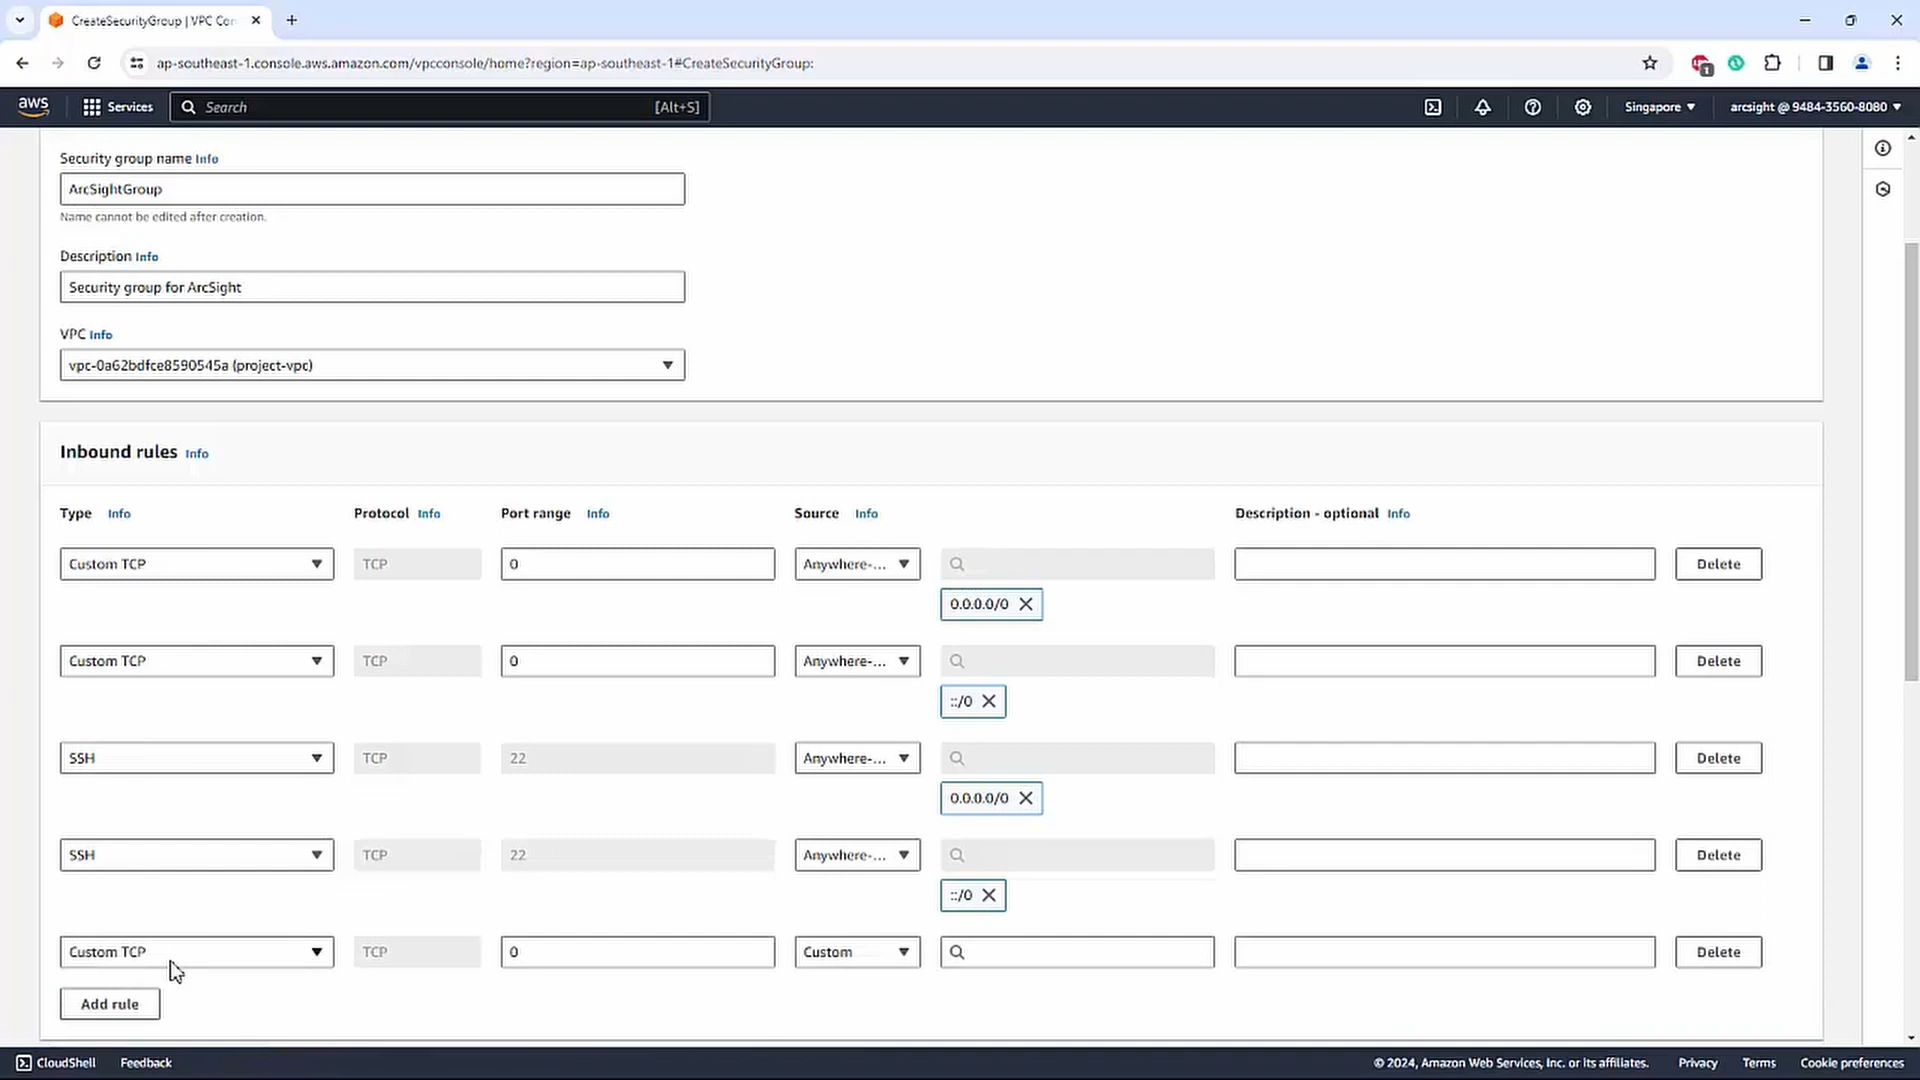 CreateSecurityGroup | VPC Con
ap-southeast-1.console.aws.amazon.com/vpcconsole/home?region=ap-southeast-1#CreateSecurityGroup:
1
aws
Services
Search
[Alt+S]
Singapore
arcsight @ 9484-3560-8080
Security group name Info
ArcSightGroup
Name cannot be edited after creation.
Description Info
Security group for ArcSight
VPC Info
vpc-0a62bdfce8590545a (project-vpc)
Inbound rules Info
Type Info Protocol Info Port range Info Source Info Description - optional Info
Custom TCP TCP 0 Anywhere-... Delete
0.0.0.0/0
Custom TCP TCP 0 Anywhere-... Delete
::/0
SSH TCP 22 Anywhere-... Delete
0.0.0.0/0
SSH TCP 22 Anywhere-... Delete
::/0
Custom TCP TCP 0 Custom Delete
Add rule
CloudShell Feedback © 2024, Amazon Web Services, Inc. or its affiliates. Privacy Terms Cookie preferences